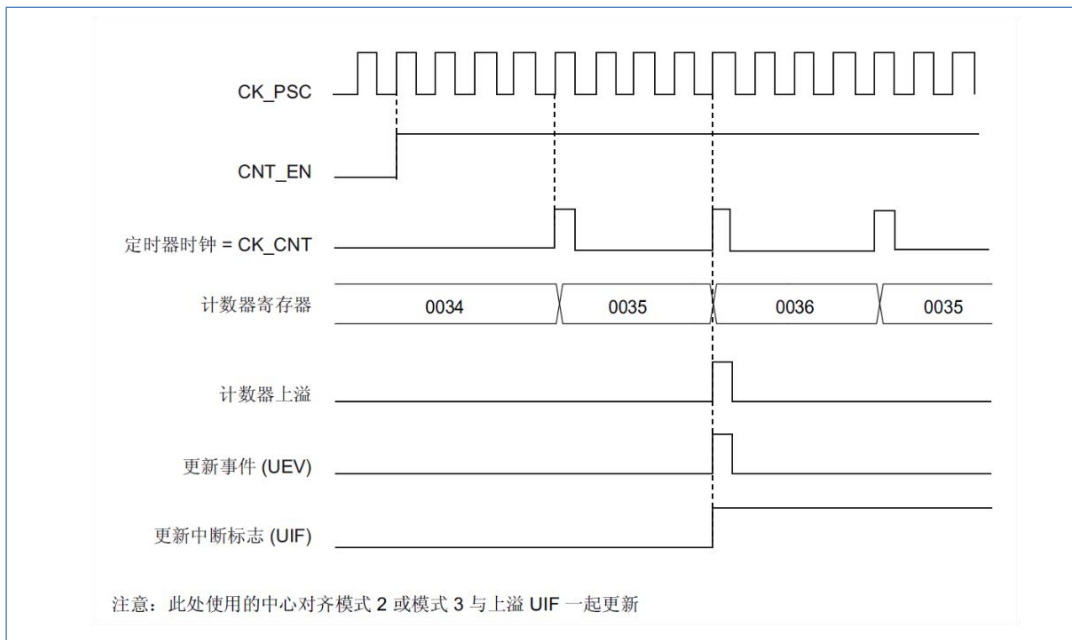 CK_PSC
CNT_EN
定时器时钟 = CK_CNT
计数器寄存器 0034 0035 0036 0035
计数器上溢
更新事件 (UEV)
更新中断标志 (UIF)
注意：此处使用的中心对齐模式 2 或模式 3 与上溢 UIF 一起更新